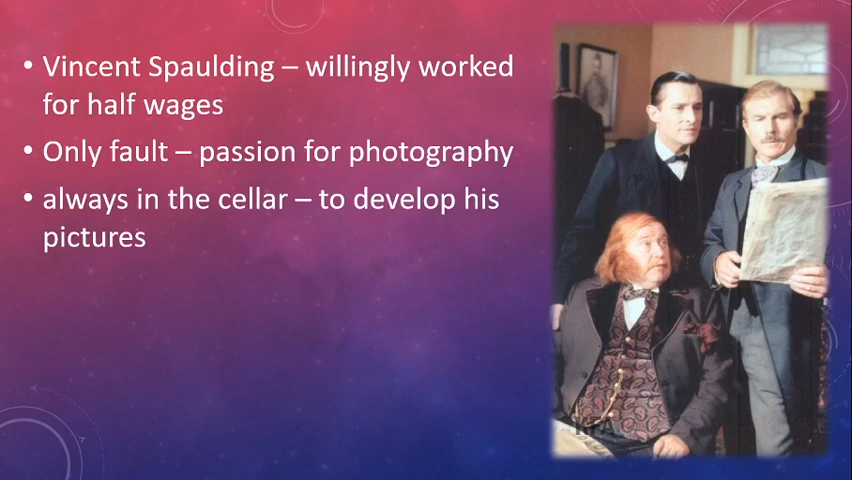 • Vincent Spaulding – willingly worked
for half wages
• Only fault – passion for photography
• always in the cellar – to develop his
pictures
KFA